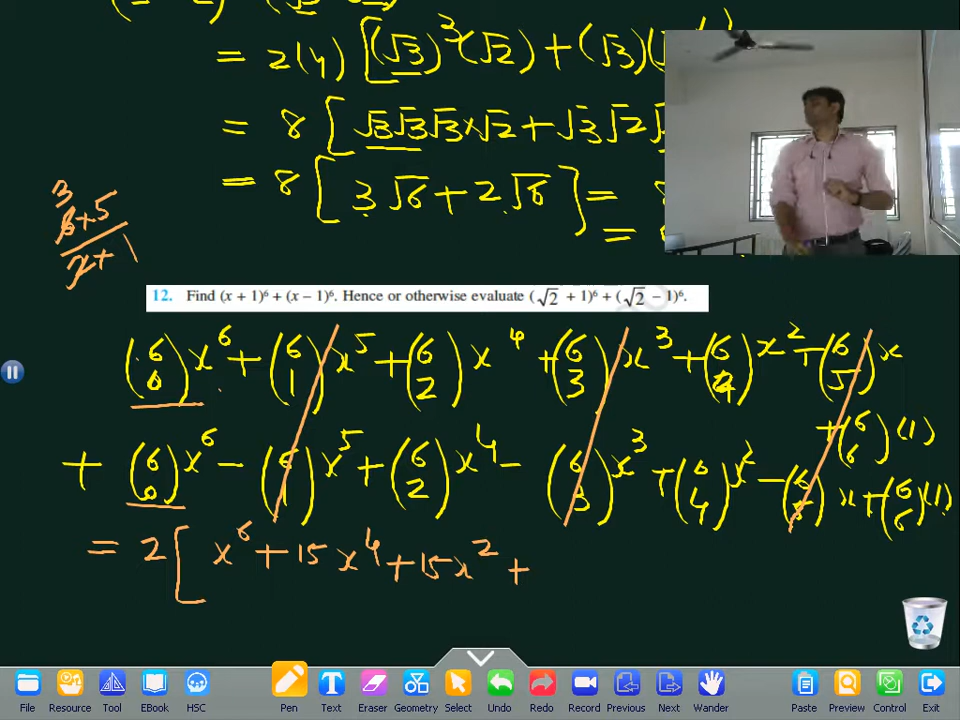 = 2(4) [(√3)³(√2) + (√3)(
= 8 [ √3√3√3×√2 + √3√2√
= 8 [ 3√6 + 2√6 ] =
=
3
6×5
2×1
12. Find (x + 1)⁶ + (x – 1)⁶. Hence or otherwise evaluate (√2 + 1)⁶ + (√2 – 1)⁶.
(6 0)x⁶ + (6 1)x⁵ + (6 2)x⁴ + (6 3)x³ + (6 4)x² + (6 5)x
+ (6 6)(1)
+ (6 0)x⁶ – (6 1)x⁵ + (6 2)x⁴ – (6 3)x³ + (6 4)x² – (6 5)x + (6 6)(1)
= 2 [ x⁶ + 15x⁴ + 15x² +
File Resource Tool EBook HSC Pen Text Eraser Geometry Select Undo Redo Record Previous Next Wander Paste Preview Control Exit